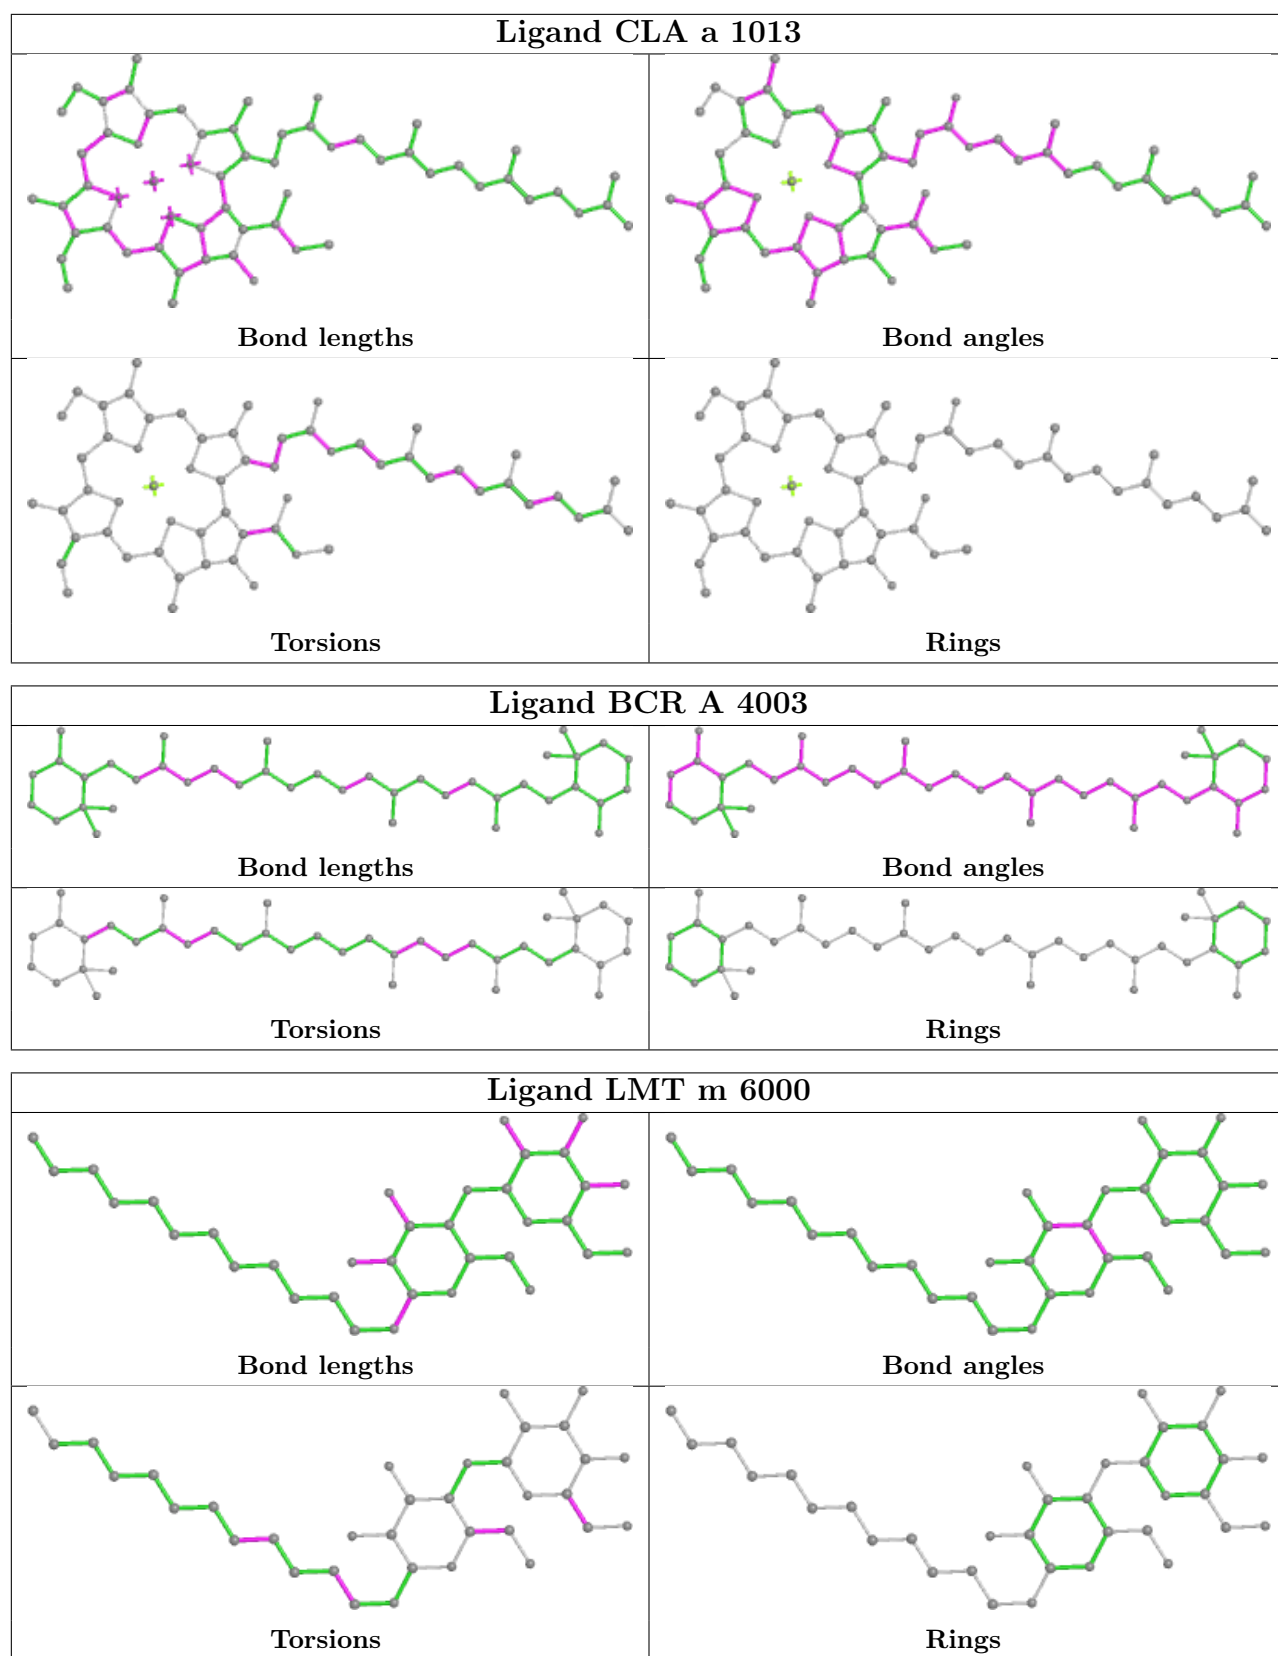 Ligand CLA a 1013
Bond lengths
Bond angles
Torsions
Rings
Ligand BCR A 4003
Bond lengths
Bond angles
Torsions
Rings
Ligand LMT m 6000
Bond lengths
Bond angles
Torsions
Rings